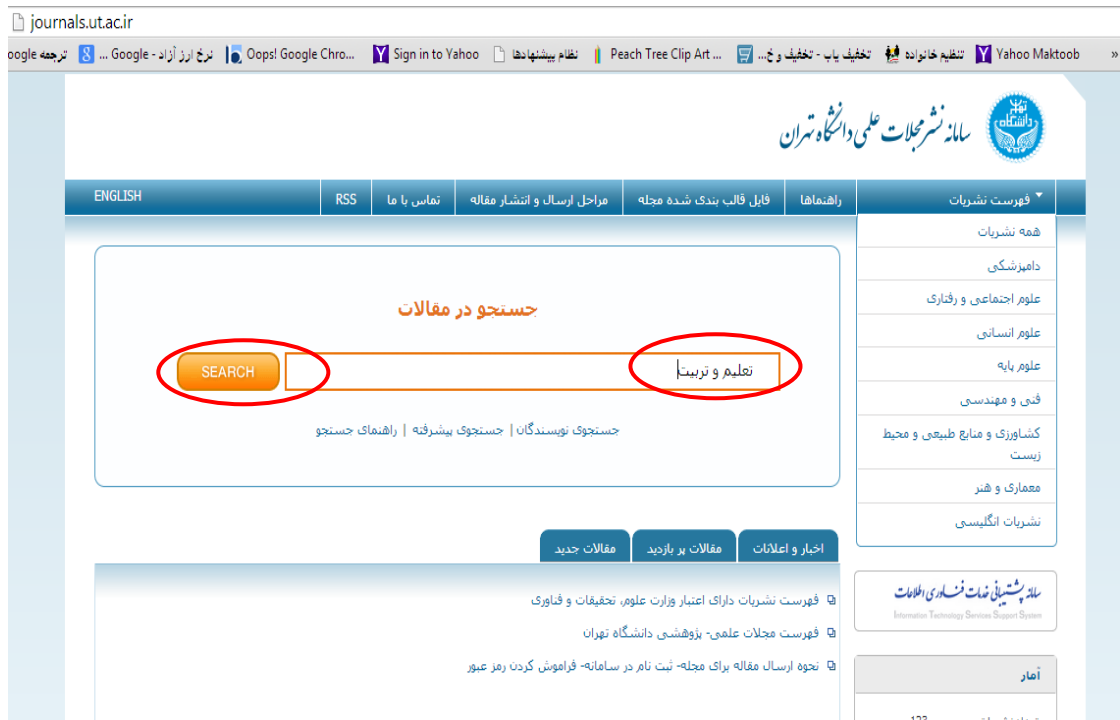 journals.ut.ac.ir
oogle ترجمه
Google ... نرخ ارز آزاد -
Oops! Google Chro...
Sign in to Yahoo
نظام پیشنهادها
Peach Tree Clip Art ...
تخفیف یاب - تخفیف و خ...
تنظیم خانواده
Yahoo Maktoob
»
سامانه نشر مجلات علمی دانشگاه تهران
فهرست نشریات
راهنماها
فایل قالب بندی شده مجله
مراحل ارسال و انتشار مقاله
تماس با ما
RSS
ENGLISH
همه نشریات
دامپزشکی
علوم اجتماعی و رفتاری
علوم انسانی
علوم پایه
فنی و مهندسی
کشاورزی و منابع طبیعی و محیط
زیست
معماری و هنر
نشریات انگلیسی
جستجو در مقالات
تعلیم و تربیت
SEARCH
جستجوی نویسندگان | جستجوی پیشرفته | راهنمای جستجو
اخبار و اعلانات
مقالات پر بازدید
مقالات جدید
فهرست نشریات دارای اعتبار وزارت علوم، تحقیقات و فناوری
فهرست مجلات علمی- پژوهشی دانشگاه تهران
نحوه ارسال مقاله برای مجله- ثبت نام در سامانه- فراموش کردن رمز عبور
سامانه پشتیبانی خدمات فناوری اطلاعات
Information Technology Services Support System
آمار